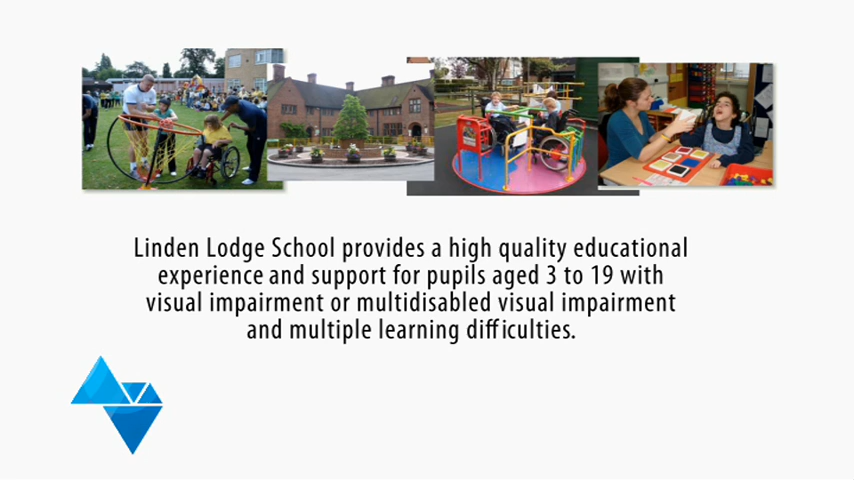 Linden Lodge School provides a high quality educational
experience and support for pupils aged 3 to 19 with
visual impairment or multidisabled visual impairment
and multiple learning difficulties.